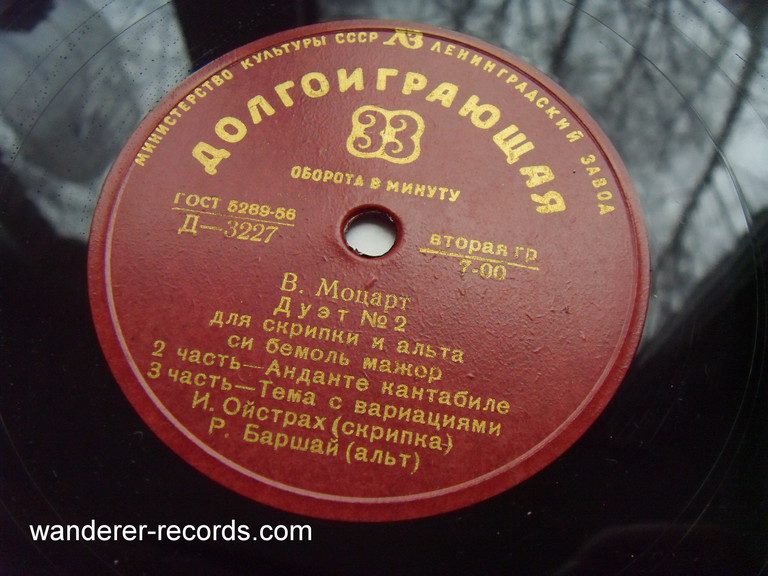 МИНИСТЕРСТВО КУЛЬТУРЫ СССР ЛЗ ЛЕНИНГРАДСКИЙ ЗАВОД
ДОЛГОИГРАЮЩАЯ
33
ОБОРОТА В МИНУТУ
ГОСТ 5289-56
Д—3227
вторая гр
7-00
В. Моцарт
Дуэт №2
для скрипки и альта
си бемоль мажор
2 часть—Анданте кантабиле
3 часть—Тема с вариациями
И. Ойстрах (скрипка)
Р. Баршай (альт)
wanderer-records.com